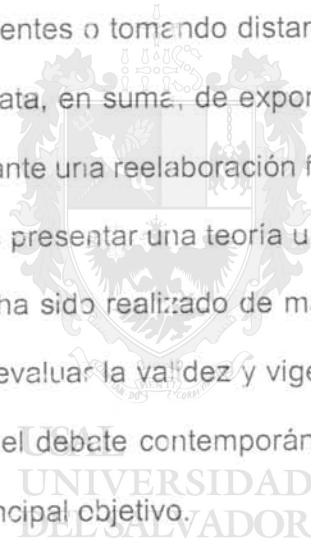 entes o tomando distan
ata, en suma, de expon
ante una reelaboración f
presentar una teoría u
ha sido realizado de ma
evaluar la validez y vige
el debate contemporán
ncipal objetivo.
USAL
UNIVERSIDAD
DEL SALVADOR